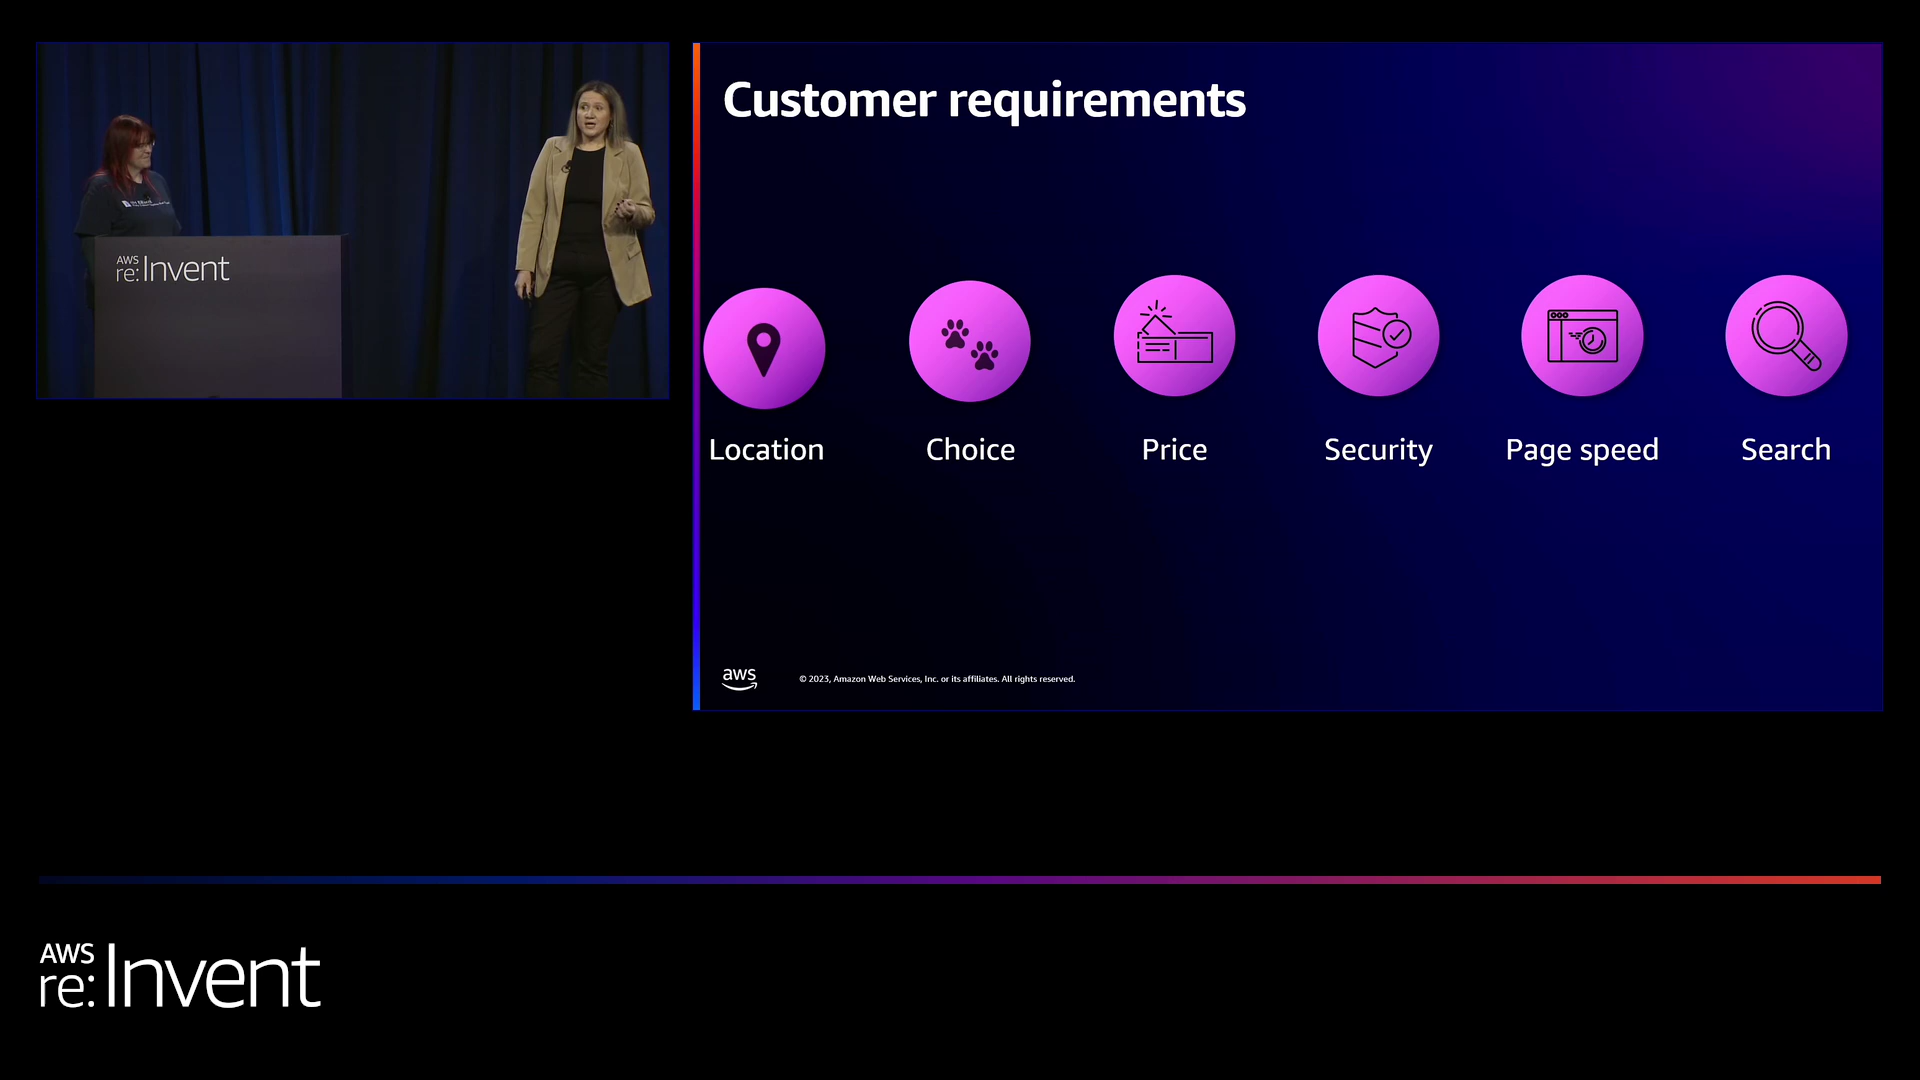 AWS
re:Invent
Customer requirements
Location
Choice
Price
Security
Page speed
Search
aws
© 2023, Amazon Web Services, Inc. or its affiliates. All rights reserved.
AWS
re:Invent